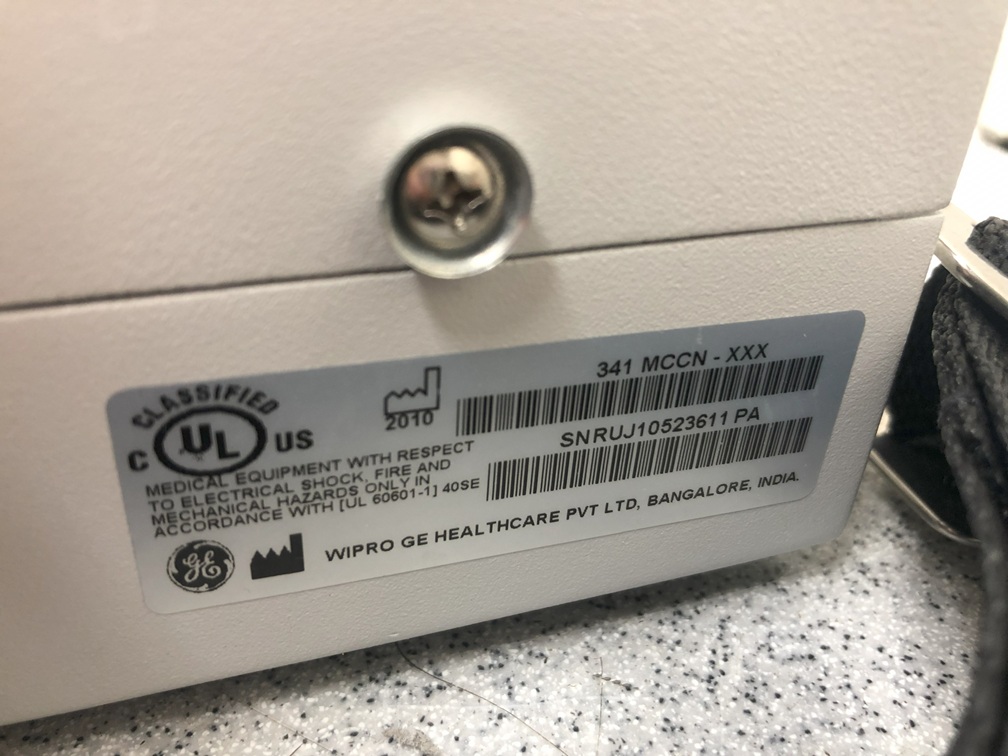 CLASSIFIED
C UL US
MEDICAL EQUIPMENT WITH RESPECT
TO ELECTRICAL SHOCK, FIRE AND
MECHANICAL HAZARDS ONLY IN
ACCORDANCE WITH [UL 60601-1] 40SE
2010
341 MCCN - XXX
SNRUJ10523611 PA
GE
WIPRO GE HEALTHCARE PVT LTD, BANGALORE, INDIA.